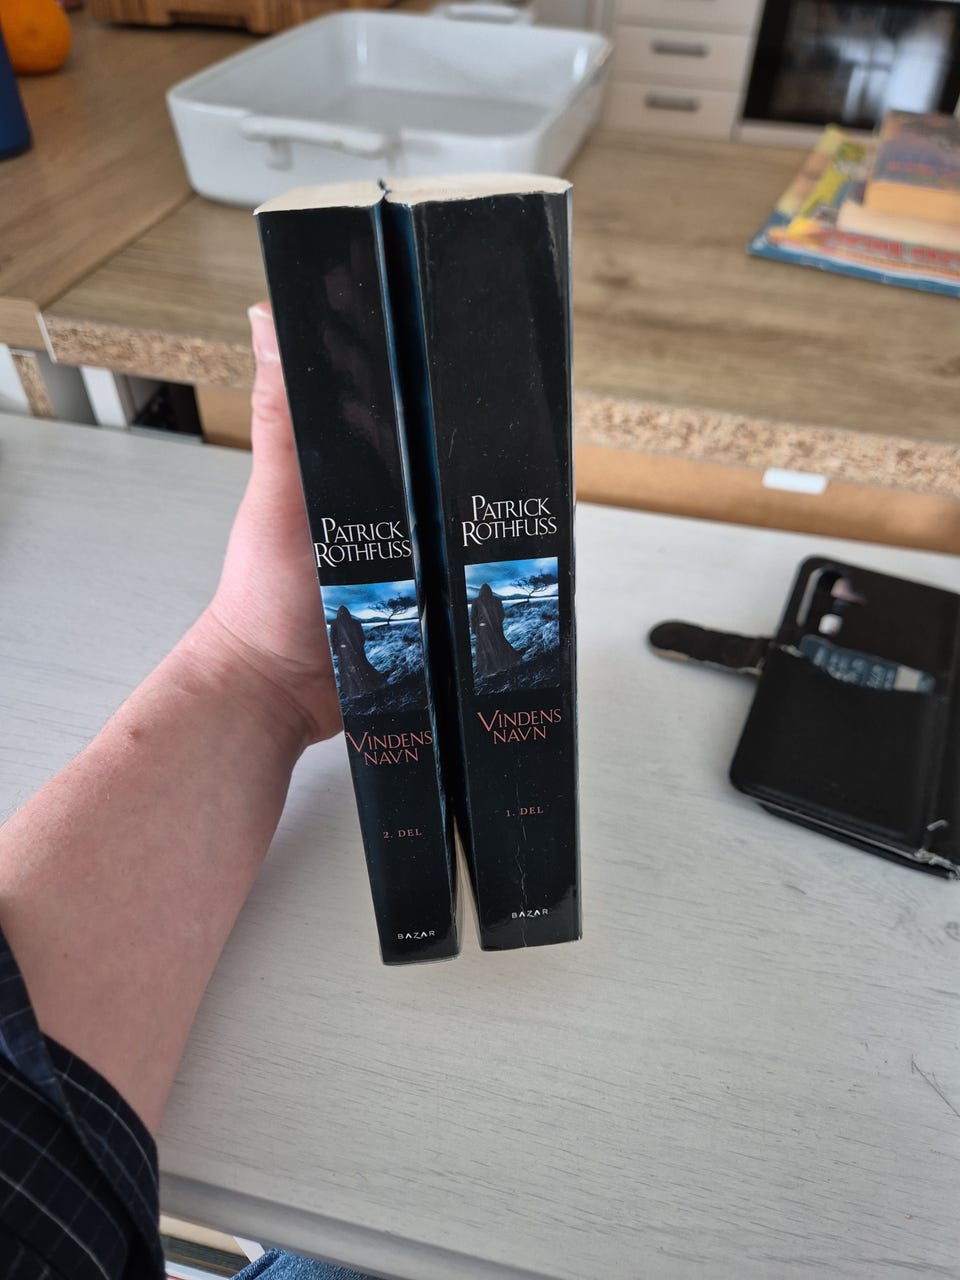 PATRICK
ROTHFUSS
VINDENS
NAVN
2. DEL
BAZAR
PATRICK
ROTHFUSS
VINDENS
NAVN
1. DEL
BAZAR